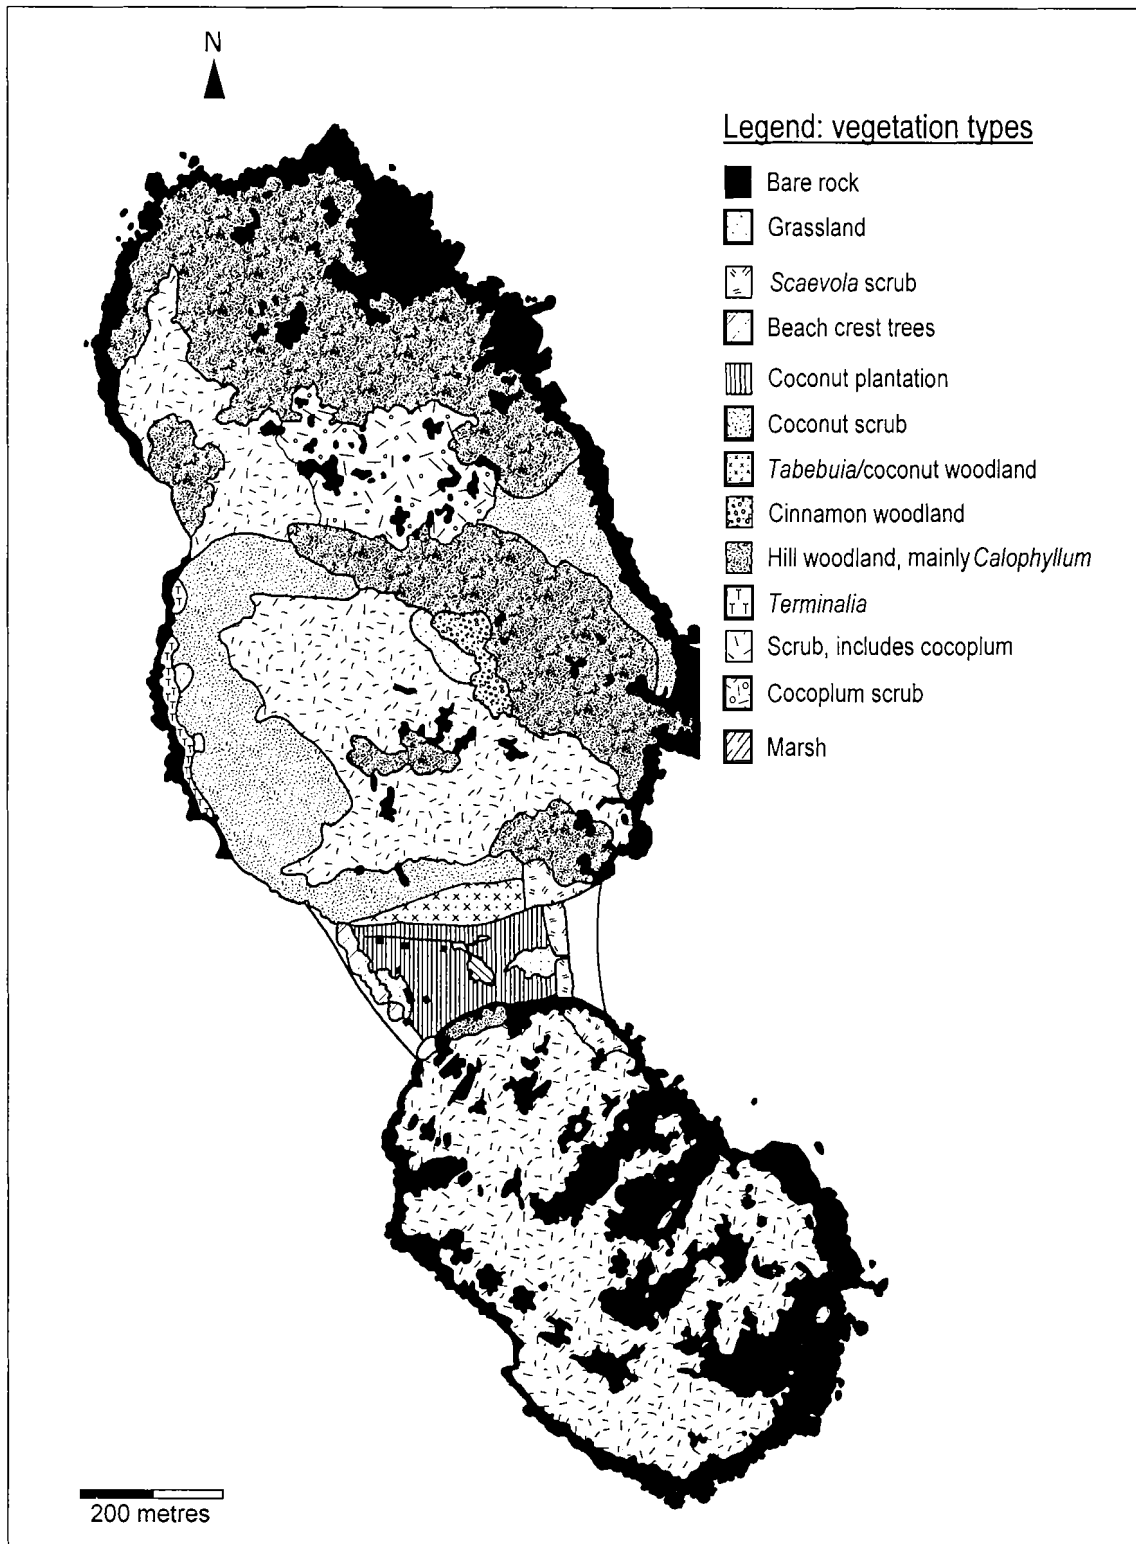 N
Legend: vegetation types
Bare rock
Grassland
Scaevola scrub
Beach crest trees
Coconut plantation
Coconut scrub
Tabebuia/coconut woodland
Cinnamon woodland
Hill woodland, mainly Calophyllum
Terminalia
Scrub, includes cocoplum
Cocoplum scrub
Marsh
200 metres